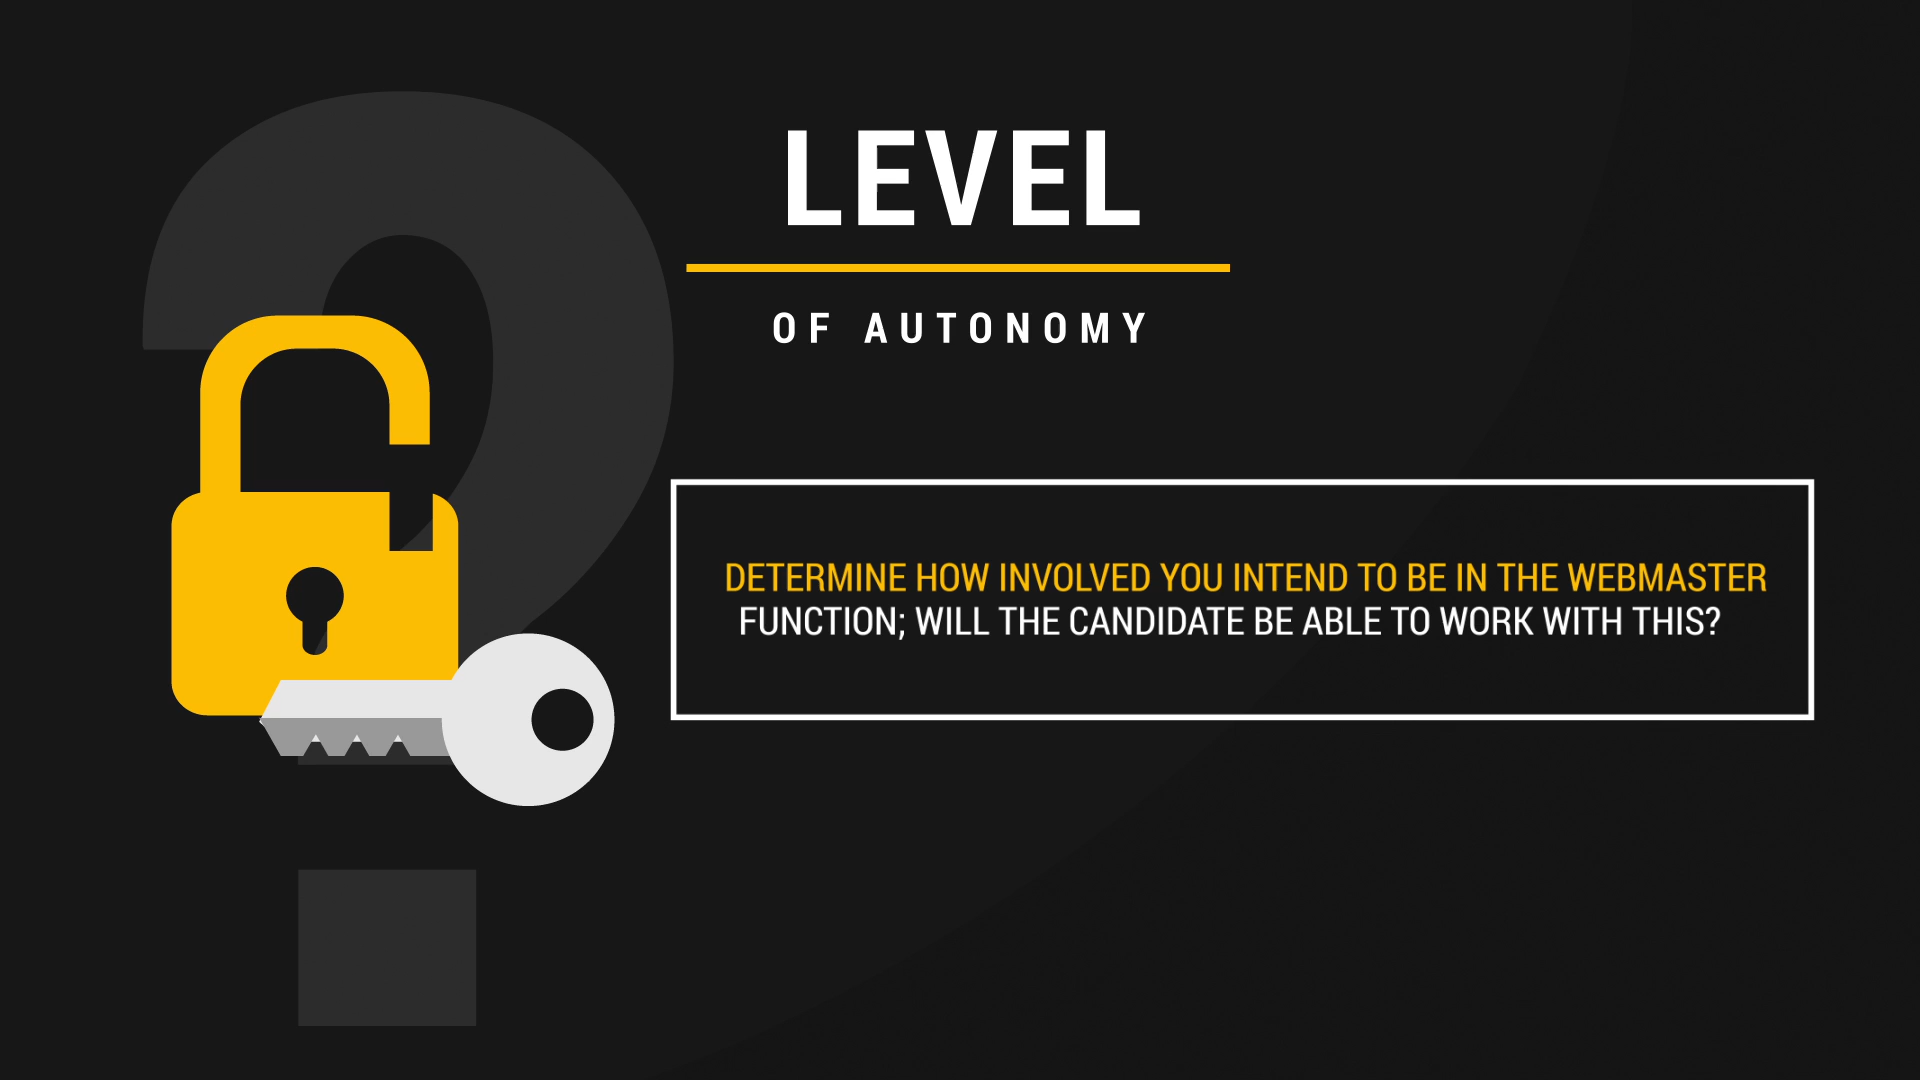 LEVEL
OF AUTONOMY
DETERMINE HOW INVOLVED YOU INTEND TO BE IN THE WEBMASTER
FUNCTION; WILL THE CANDIDATE BE ABLE TO WORK WITH THIS?